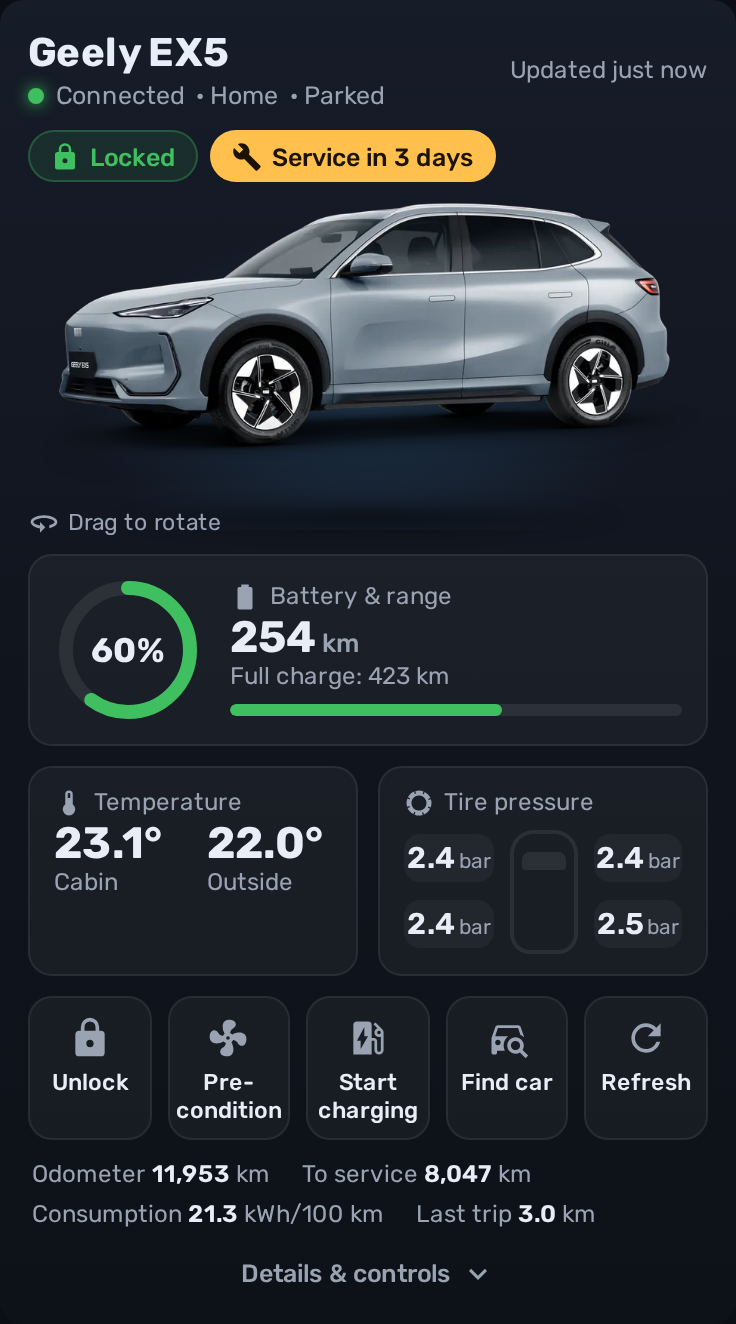 Geely EX5
Updated just now
Connected • Home • Parked
Locked
Service in 3 days
GEELY EX5
Drag to rotate
60%
Battery & range
254 km
Full charge: 423 km
Temperature
23.1° 22.0°
Cabin Outside
Tire pressure
2.4 bar 2.4 bar
2.4 bar 2.5 bar
Unlock
Pre-
condition
Start
charging
Find car
Refresh
Odometer 11,953 km To service 8,047 km
Consumption 21.3 kWh/100 km Last trip 3.0 km
Details & controls